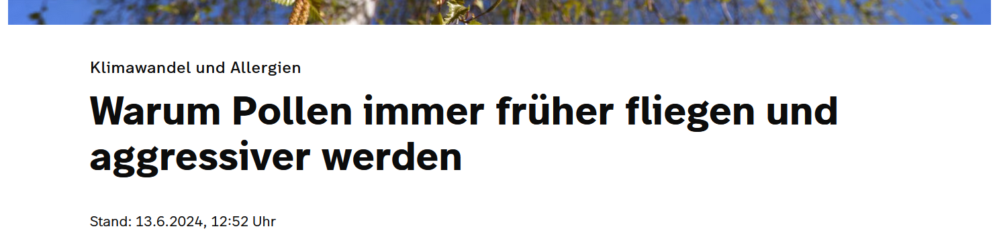 Klimawandel und Allergien
Warum Pollen immer früher fliegen und
aggressiver werden
Stand: 13.6.2024, 12:52 Uhr